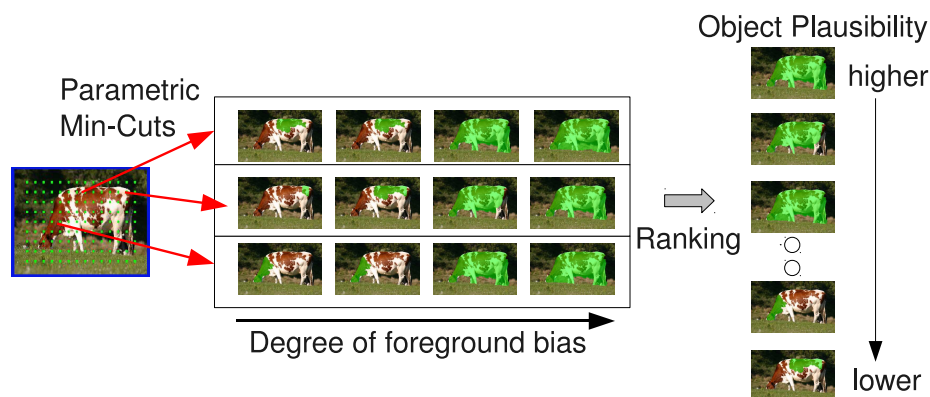 Object Plausibility
higher
Parametric
Min-Cuts
Ranking
Degree of foreground bias
lower